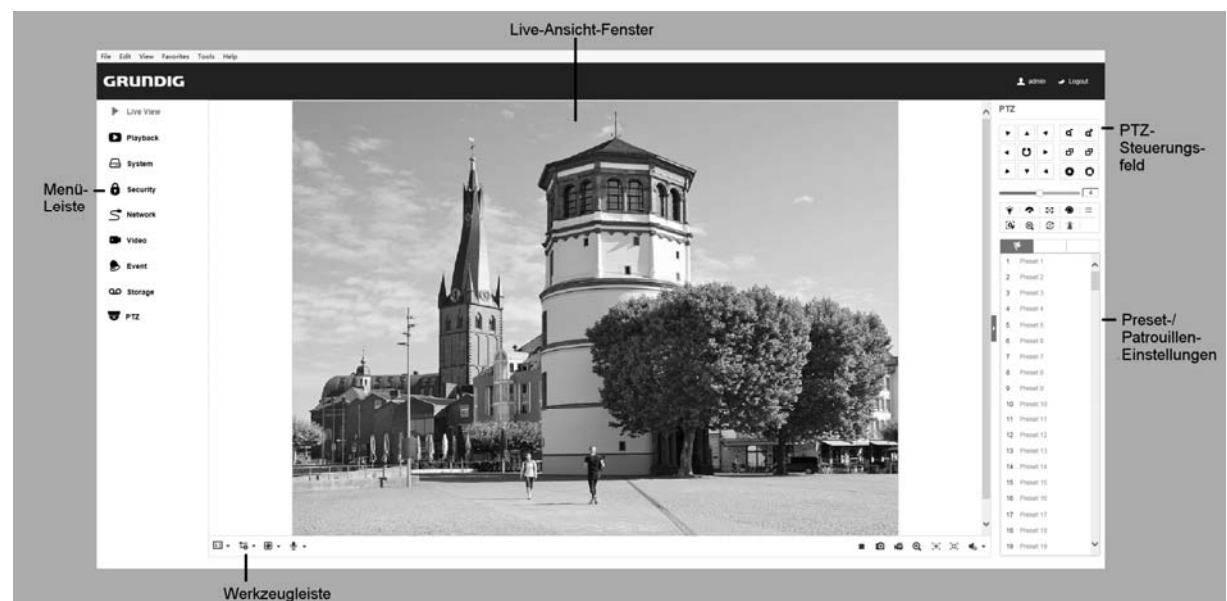 Live-Ansicht-Fenster
File Edit View Favorites Tools Help
GRUNDIG
admin Logout
Live View
Playback
System
Security
Network
Video
Event
Storage
PTZ
Menü-
Leiste
PTZ
PTZ-
Steuerungs-
feld
4
1 Preset 1
2 Preset 2
3 Preset 3
4 Preset 4
5 Preset 5
6 Preset 6
7 Preset 7
8 Preset 8
9 Preset 9
10 Preset 10
11 Preset 11
12 Preset 12
13 Preset 13
14 Preset 14
15 Preset 15
16 Preset 16
17 Preset 17
18 Preset 18
19 Preset 19
Preset-/
Patrouillen-
Einstellungen
Werkzeugleiste